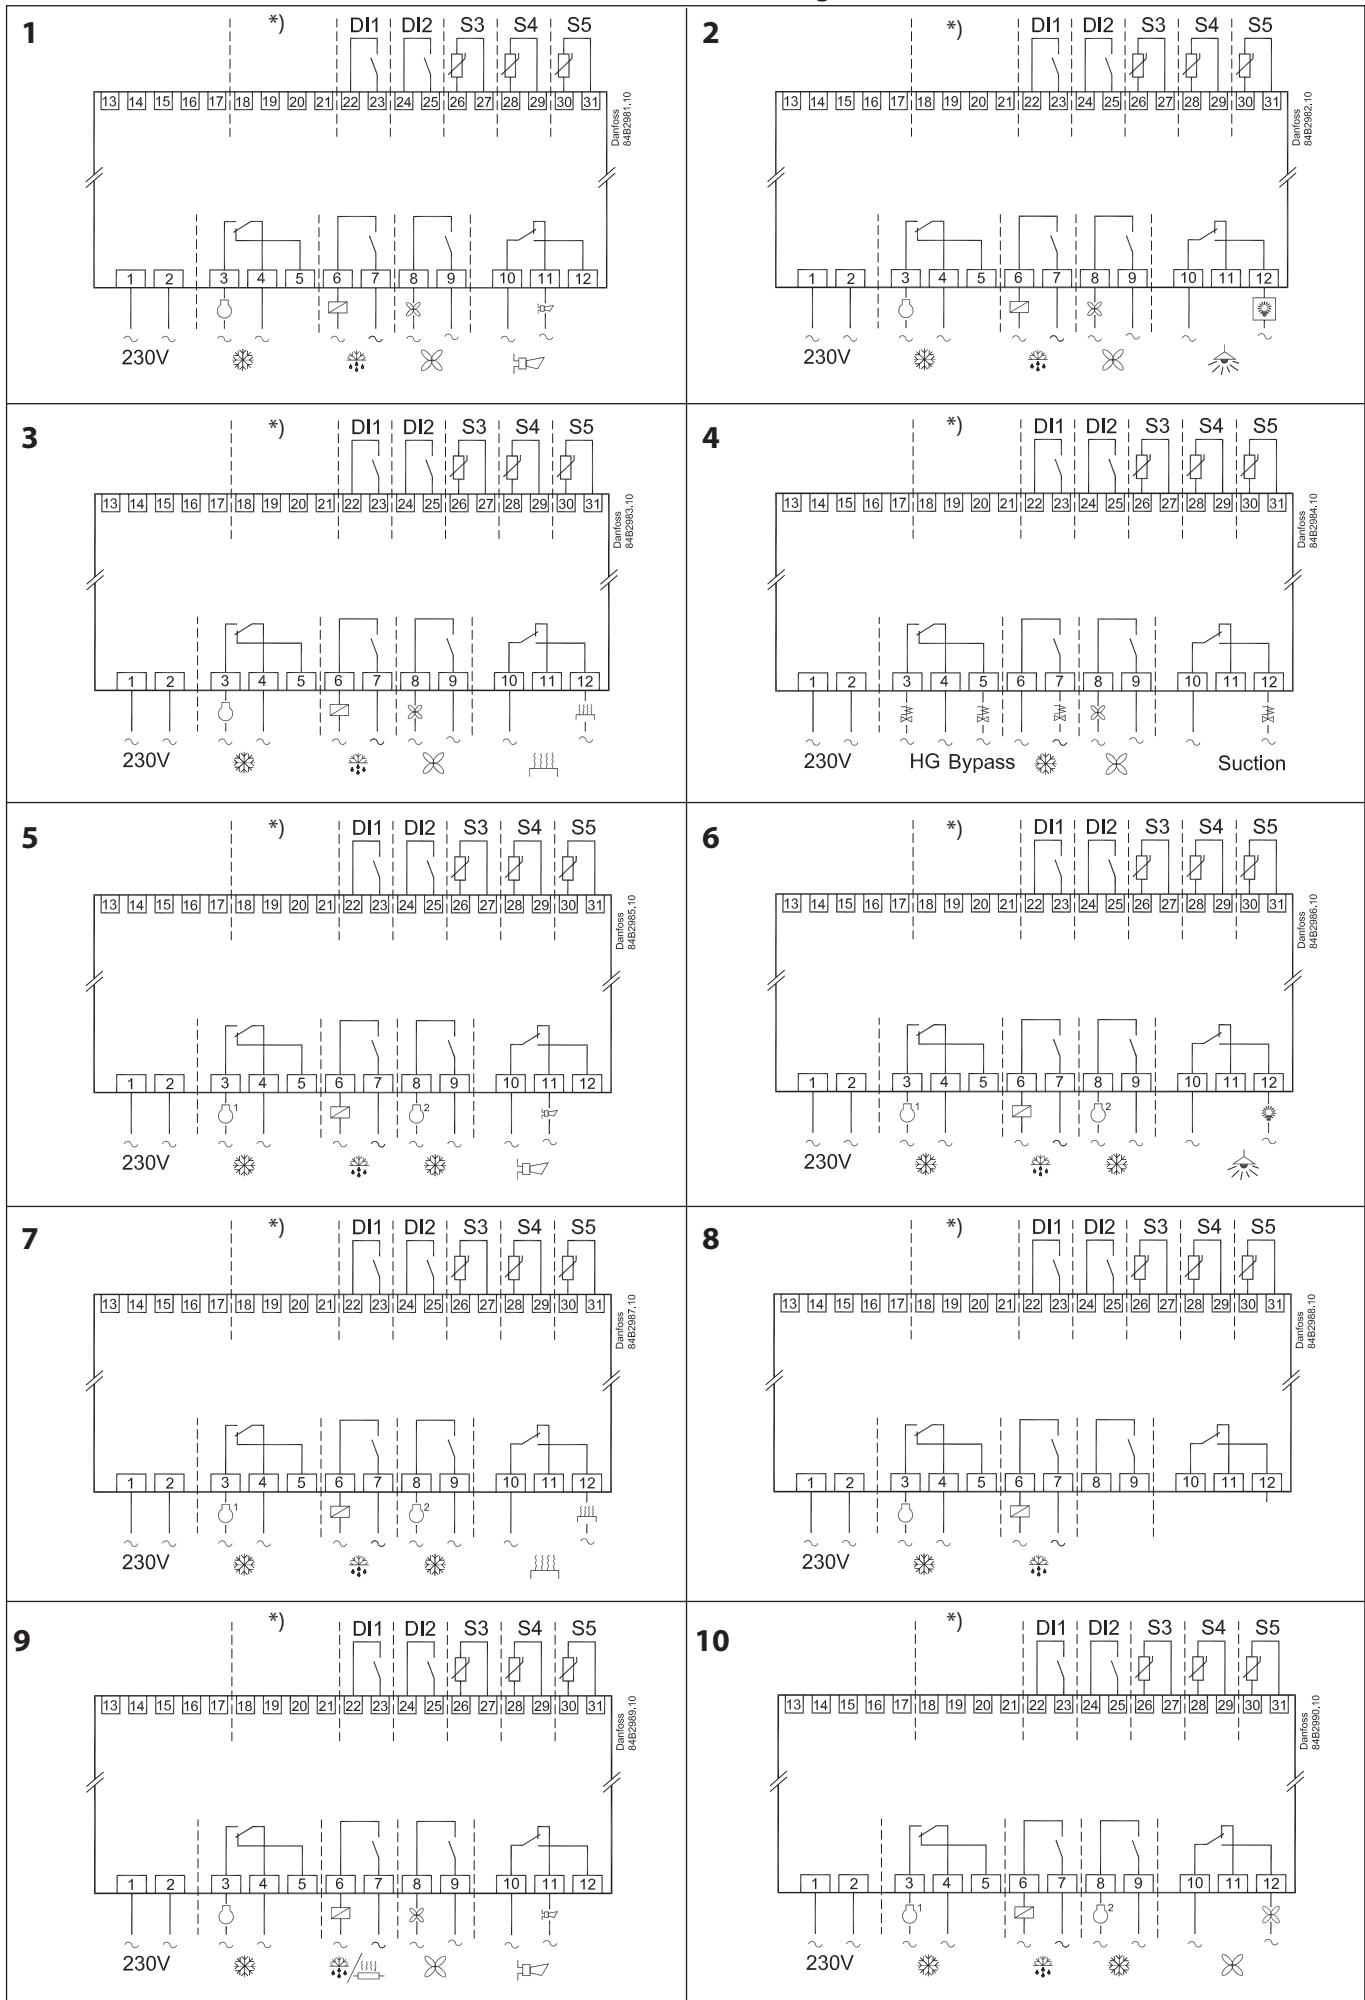 1
*) DI1 DI2 S3 S4 S5
13 14 15 16 17 18 19 20 21 22 23 24 25 26 27 28 29 30 31
Danfoss
84B2981.10
1 2 3 4 5 6 7 8 9 10 11 12
230V
2
*) DI1 DI2 S3 S4 S5
13 14 15 16 17 18 19 20 21 22 23 24 25 26 27 28 29 30 31
Danfoss
84B2982.10
1 2 3 4 5 6 7 8 9 10 11 12
230V
3
*) DI1 DI2 S3 S4 S5
13 14 15 16 17 18 19 20 21 22 23 24 25 26 27 28 29 30 31
Danfoss
84B2983.10
1 2 3 4 5 6 7 8 9 10 11 12
230V
4
*) DI1 DI2 S3 S4 S5
13 14 15 16 17 18 19 20 21 22 23 24 25 26 27 28 29 30 31
Danfoss
84B2984.10
1 2 3 4 5 6 7 8 9 10 11 12
230V HG Bypass Suction
5
*) DI1 DI2 S3 S4 S5
13 14 15 16 17 18 19 20 21 22 23 24 25 26 27 28 29 30 31
Danfoss
84B2985.10
1 2 3 4 5 6 7 8 9 10 11 12
1 2
230V
6
*) DI1 DI2 S3 S4 S5
13 14 15 16 17 18 19 20 21 22 23 24 25 26 27 28 29 30 31
Danfoss
84B2986.10
1 2 3 4 5 6 7 8 9 10 11 12
1 2
230V
7
*) DI1 DI2 S3 S4 S5
13 14 15 16 17 18 19 20 21 22 23 24 25 26 27 28 29 30 31
Danfoss
84B2987.10
1 2 3 4 5 6 7 8 9 10 11 12
1 2
230V
8
*) DI1 DI2 S3 S4 S5
13 14 15 16 17 18 19 20 21 22 23 24 25 26 27 28 29 30 31
Danfoss
84B2988.10
1 2 3 4 5 6 7 8 9 10 11 12
230V
9
*) DI1 DI2 S3 S4 S5
13 14 15 16 17 18 19 20 21 22 23 24 25 26 27 28 29 30 31
Danfoss
84B2989.10
1 2 3 4 5 6 7 8 9 10 11 12
230V
10
*) DI1 DI2 S3 S4 S5
13 14 15 16 17 18 19 20 21 22 23 24 25 26 27 28 29 30 31
Danfoss
84B2990.10
1 2 3 4 5 6 7 8 9 10 11 12
1 2
230V